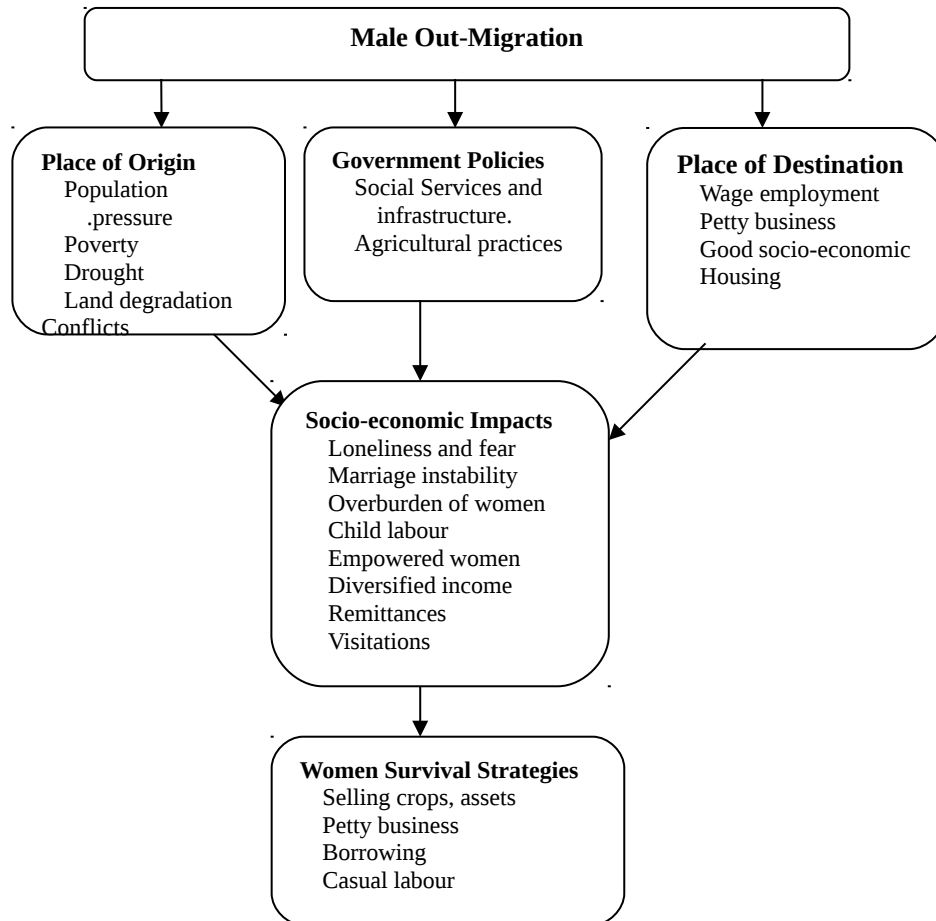 Male Out-Migration
Place of Origin
Population
.pressure
Poverty
Drought
Land degradation
Conflicts
Government Policies
Social Services and
infrastructure.
Agricultural practices
Place of Destination
Wage employment
Petty business
Good socio-economic
Housing
Socio-economic Impacts
Loneliness and fear
Marriage instability
Overburden of women
Child labour
Empowered women
Diversified income
Remittances
Visitations
Women Survival Strategies
Selling crops, assets
Petty business
Borrowing
Casual labour